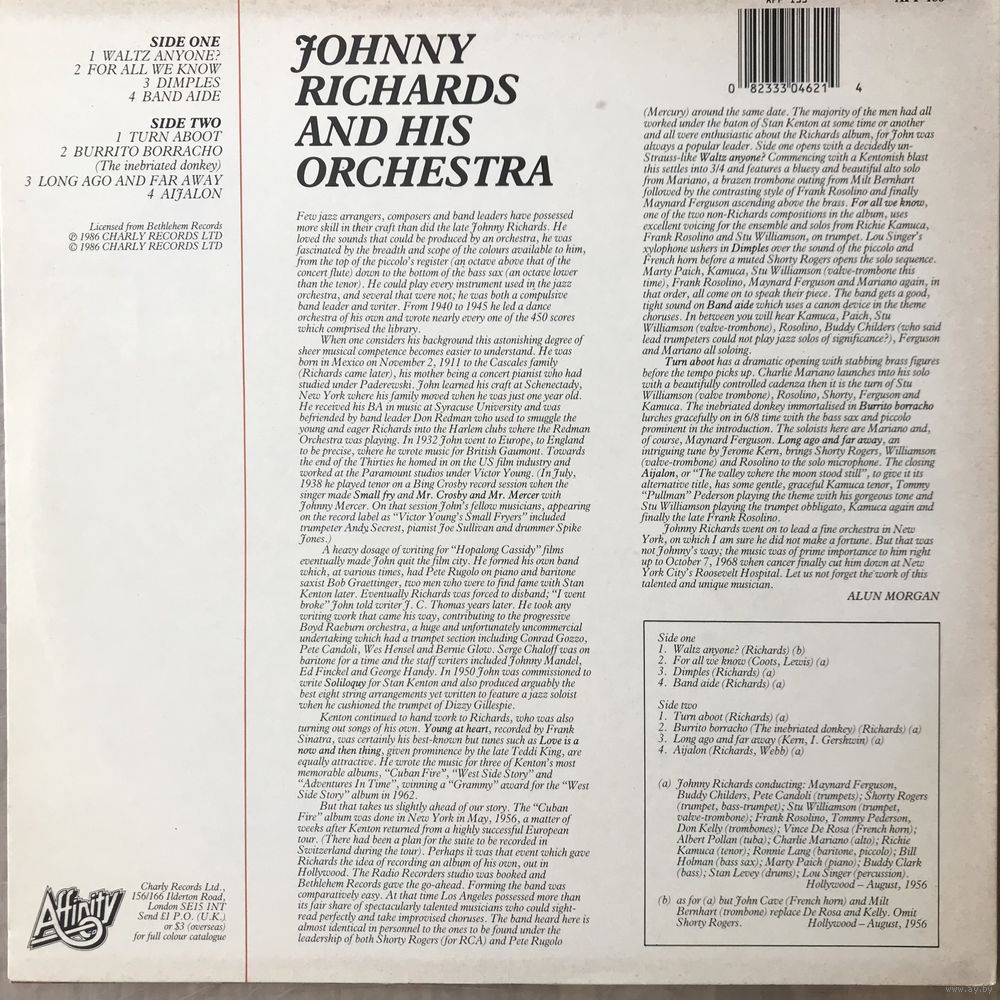 SIDE ONE
1 WALTZ ANYONE?
2 FOR ALL WE KNOW
3 DIMPLES
4 BAND AIDE
SIDE TWO
1 TURN ABOOT
2 BURRITO BORRACHO
(The inebriated donkey)
3 LONG AGO AND FAR AWAY
4 AIJALON
Licensed from Bethlehem Records
℗ 1986 CHARLY RECORDS LTD
© 1986 CHARLY RECORDS LTD
JOHNNY
RICHARDS
AND HIS
ORCHESTRA
Few jazz arrangers, composers and band leaders have possessed
more skill in their craft than did the late Johnny Richards. He
loved the sounds that could be produced by an orchestra, he was
fascinated by the breadth and scope of the colours available to him,
from the top of the piccolo's register (an octave above that of the
concert flute) down to the bottom of the bass sax (an octave lower
than the tenor). He could play every instrument used in the jazz
orchestra, and several that were not; he was both a compulsive
band leader and writer. From 1940 to 1945 he led a dance
orchestra of his own and wrote nearly every one of the 450 scores
which comprised the library.
When one considers his background this astonishing degree of
sheer musical competence becomes easier to understand. He was
born in Mexico on November 2, 1911 to the Cascales family
(Richards came later), his mother being a concert pianist who had
studied under Paderewski. John learned his craft at Schenectady,
New York where his family moved when he was just one year old.
He received his BA in music at Syracuse University and was
befriended by band leader Don Redman who used to smuggle the
young and eager Richards into the Harlem clubs where the Redman
Orchestra was playing. In 1932 John went to Europe, to England
to be precise, where he wrote music for British Gaumont. Towards
the end of the Thirties he homed in on the US film industry and
worked at the Paramount studios under Victor Young. (In July,
1938 he played tenor on a Bing Crosby record session when the
singer made Small fry and Mr. Crosby and Mr. Mercer with
Johnny Mercer. On that session John's fellow musicians, appearing
on the record label as "Victor Young's Small Fryers" included
trumpeter Andy Secrest, pianist Joe Sullivan and drummer Spike
Jones.)
A heavy dosage of writing for "Hopalong Cassidy" films
eventually made John quit the film city. He formed his own band
which, at various times, had Pete Rugolo on piano and baritone
saxist Bob Graettinger, two men who were to find fame with Stan
Kenton later. Eventually Richards was forced to disband; "I went
broke" John told writer J. C. Thomas years later. He took any
writing work that came his way, contributing to the progressive
Boyd Raeburn orchestra, a huge and unfortunately uncommercial
undertaking which had a trumpet section including Conrad Gozzo,
Pete Candoli, Wes Hensel and Bernie Glow. Serge Chaloff was on
baritone for a time and the staff writers included Johnny Mandel,
Ed Finckel and George Handy. In 1950 John was commissioned to
write Soliloquy for Stan Kenton and also produced arguably the
best eight string arrangements yet written to feature a jazz soloist
when he cushioned the trumpet of Dizzy Gillespie.
Kenton continued to hand work to Richards, who was also
turning out songs of his own. Young at heart, recorded by Frank
Sinatra, was certainly his best-known but tunes such as Love is a
now and then thing, given prominence by the late Teddi King, are
equally attractive. He wrote the music for three of Kenton's most
memorable albums, "Cuban Fire", "West Side Story" and
"Adventures In Time", winning a "Grammy" award for the "West
Side Story" album in 1962.
But that takes us slightly ahead of our story. The "Cuban
Fire" album was done in New York in May, 1956, a matter of
weeks after Kenton returned from a highly successful European
tour. (There had been a plan for the suite to be recorded in
Switzerland during the tour). Perhaps it was that event which gave
Richards the idea of recording an album of his own, out in
Hollywood. The Radio Recorders studio was booked and
Bethlehem Records gave the go-ahead. Forming the band was
comparatively easy. At that time Los Angeles possessed more than
its fair share of spectacularly talented musicians who could sight-
read perfectly and take improvised choruses. The band heard here is
almost identical in personnel to the ones to be found under the
leadership of both Shorty Rogers (for RCA) and Pete Rugolo
0 82333 04621 4
(Mercury) around the same date. The majority of the men had all
worked under the baton of Stan Kenton at some time or another
and all were enthusiastic about the Richards album, for John was
always a popular leader. Side one opens with a decidedly un-
Strauss-like Waltz anyone? Commencing with a Kentonish blast
this settles into 3/4 and features a bluesy and beautiful alto solo
from Mariano, a brazen trombone outing from Milt Bernhart
followed by the contrasting style of Frank Rosolino and finally
Maynard Ferguson ascending above the brass. For all we know,
one of the two non-Richards compositions in the album, uses
excellent voicing for the ensemble and solos from Richie Kamuca,
Frank Rosolino and Stu Williamson, on trumpet. Lou Singer's
xylophone ushers in Dimples over the sound of the piccolo and
French horn before a muted Shorty Rogers opens the solo sequence.
Marty Paich, Kamuca, Stu Williamson (valve-trombone this
time), Frank Rosolino, Maynard Ferguson and Mariano again, in
that order, all come on to speak their piece. The band gets a good,
tight sound on Band aide which uses a canon device in the theme
choruses. In between you will hear Kamuca, Paich, Stu
Williamson (valve-trombone), Rosolino, Buddy Childers (who said
lead trumpeters could not play jazz solos of significance?), Ferguson
and Mariano all soloing.
Turn aboot has a dramatic opening with stabbing brass figures
before the tempo picks up. Charlie Mariano launches into his solo
with a beautifully controlled cadenza then it is the turn of Stu
Williamson (valve trombone), Rosolino, Shorty, Ferguson and
Kamuca. The inebriated donkey immortalised in Burrito borracho
lurches gracefully on in 6/8 time with the bass sax and piccolo
prominent in the introduction. The soloists here are Mariano and,
of course, Maynard Ferguson. Long ago and far away, an
intriguing tune by Jerome Kern, brings Shorty Rogers, Williamson
(valve-trombone) and Rosolino to the solo microphone. The closing
Aijalon, or "The valley where the moon stood still", to give it its
alternative title, has some gentle, graceful Kamuca tenor, Tommy
"Pullman" Pederson playing the theme with his gorgeous tone and
Stu Williamson playing the trumpet obbligato, Kamuca again and
finally the late Frank Rosolino.
Johnny Richards went on to lead a fine orchestra in New
York, on which I am sure he did not make a fortune. But that was
not Johnny's way; the music was of prime importance to him right
up to October 7, 1968 when cancer finally cut him down at New
York City's Roosevelt Hospital. Let us not forget the work of this
talented and unique musician.
ALUN MORGAN
Side one
1. Waltz anyone? (Richards) (b)
2. For all we know (Coots, Lewis) (a)
3. Dimples (Richards) (a)
4. Band aide (Richards) (a)
Side two
1. Turn aboot (Richards) (a)
2. Burrito borracho (The inebriated donkey) (Richards) (a)
3. Long ago and far away (Kern, I. Gershwin) (a)
4. Aijalon (Richards, Webb) (a)
(a) Johnny Richards conducting: Maynard Ferguson,
Buddy Childers, Pete Candoli (trumpets); Shorty Rogers
(trumpet, bass-trumpet); Stu Williamson (trumpet,
valve-trombone); Frank Rosolino, Tommy Pederson,
Don Kelly (trombones); Vince De Rosa (French horn);
Albert Pollan (tuba); Charlie Mariano (alto); Richie
Kamuca (tenor); Ronnie Lang (baritone, piccolo); Bill
Holman (bass sax); Marty Paich (piano); Buddy Clark
(bass); Stan Levey (drums); Lou Singer (percussion).
Hollywood – August, 1956
(b) as for (a) but John Cave (French horn) and Milt
Bernhart (trombone) replace De Rosa and Kelly. Omit
Shorty Rogers. Hollywood – August, 1956
Affinity
Charly Records Ltd.,
156/166 Ilderton Road,
London SE15 1NT
Send £1 P.O. (U.K.)
or $3 (overseas)
for full colour catalogue
www.ay.by